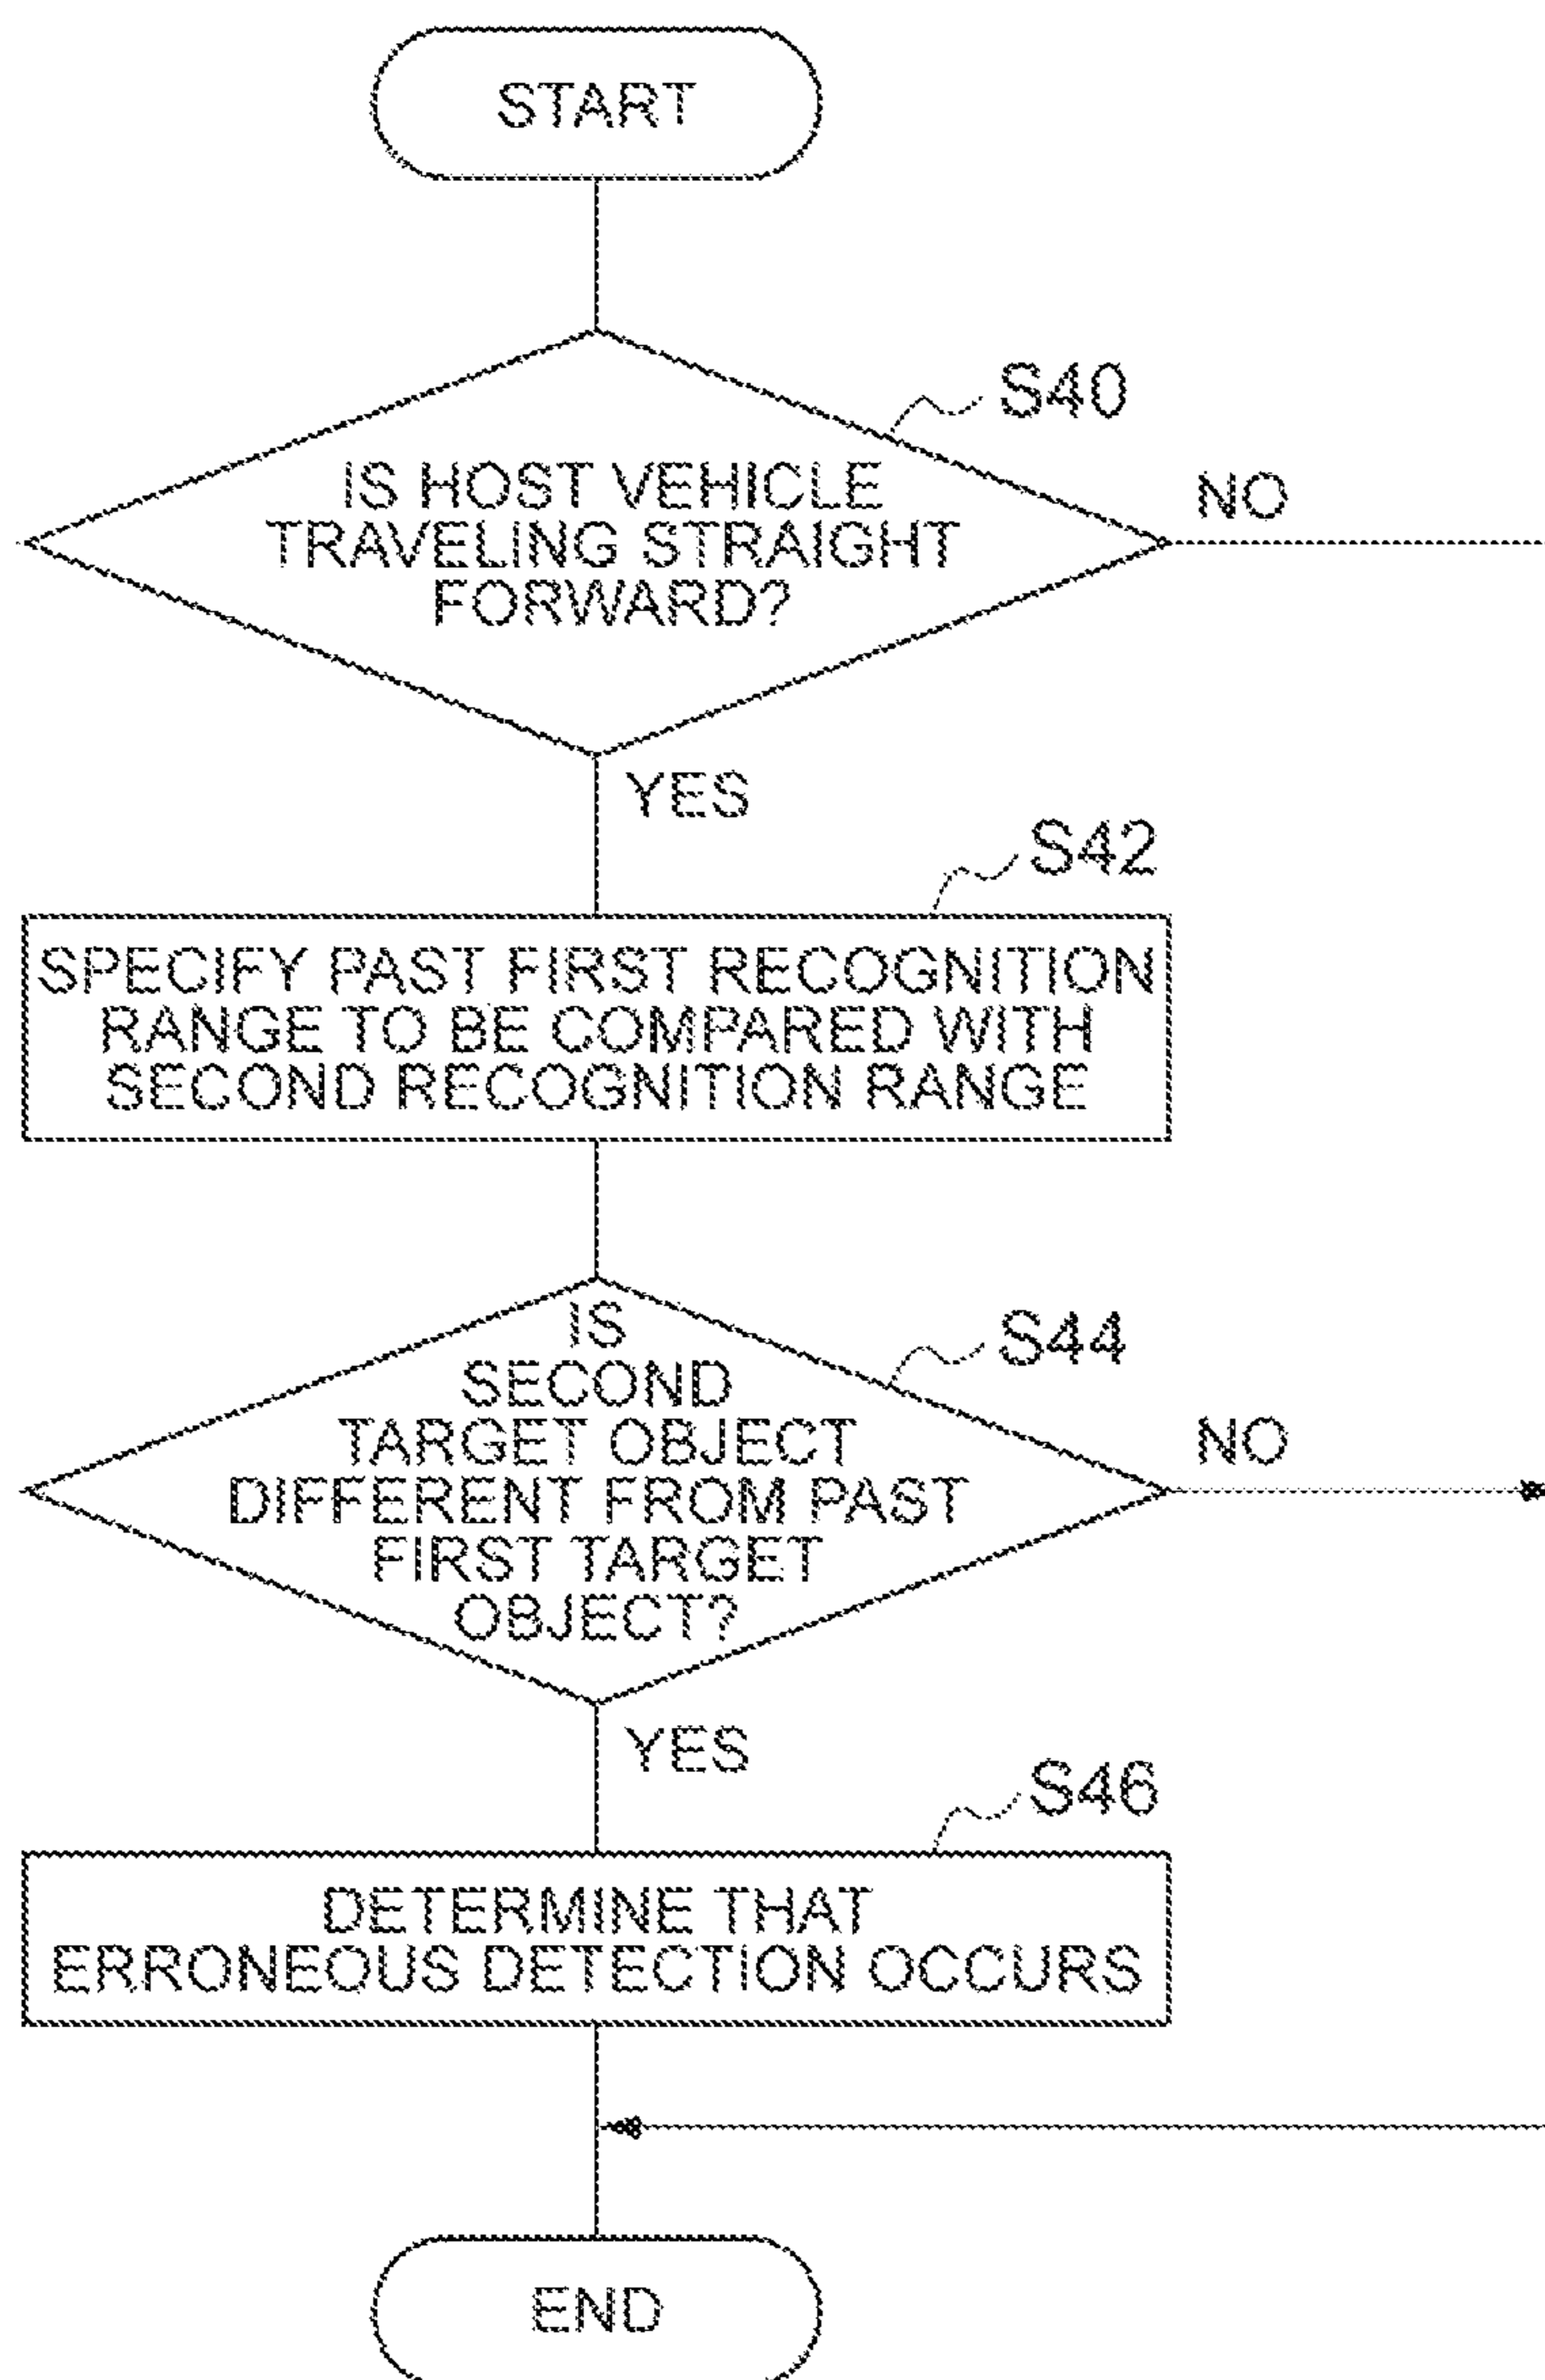 START
S40
IS HOST VEHICLE
TRAVELING STRAIGHT
FORWARD?
NO
YES
S42
SPECIFY PAST FIRST RECOGNITION
RANGE TO BE COMPARED WITH
SECOND RECOGNITION RANGE
IS
SECOND
TARGET OBJECT
DIFFERENT FROM PAST
FIRST TARGET
OBJECT?
S44
NO
YES
S46
DETERMINE THAT
ERRONEOUS DETECTION OCCURS
END